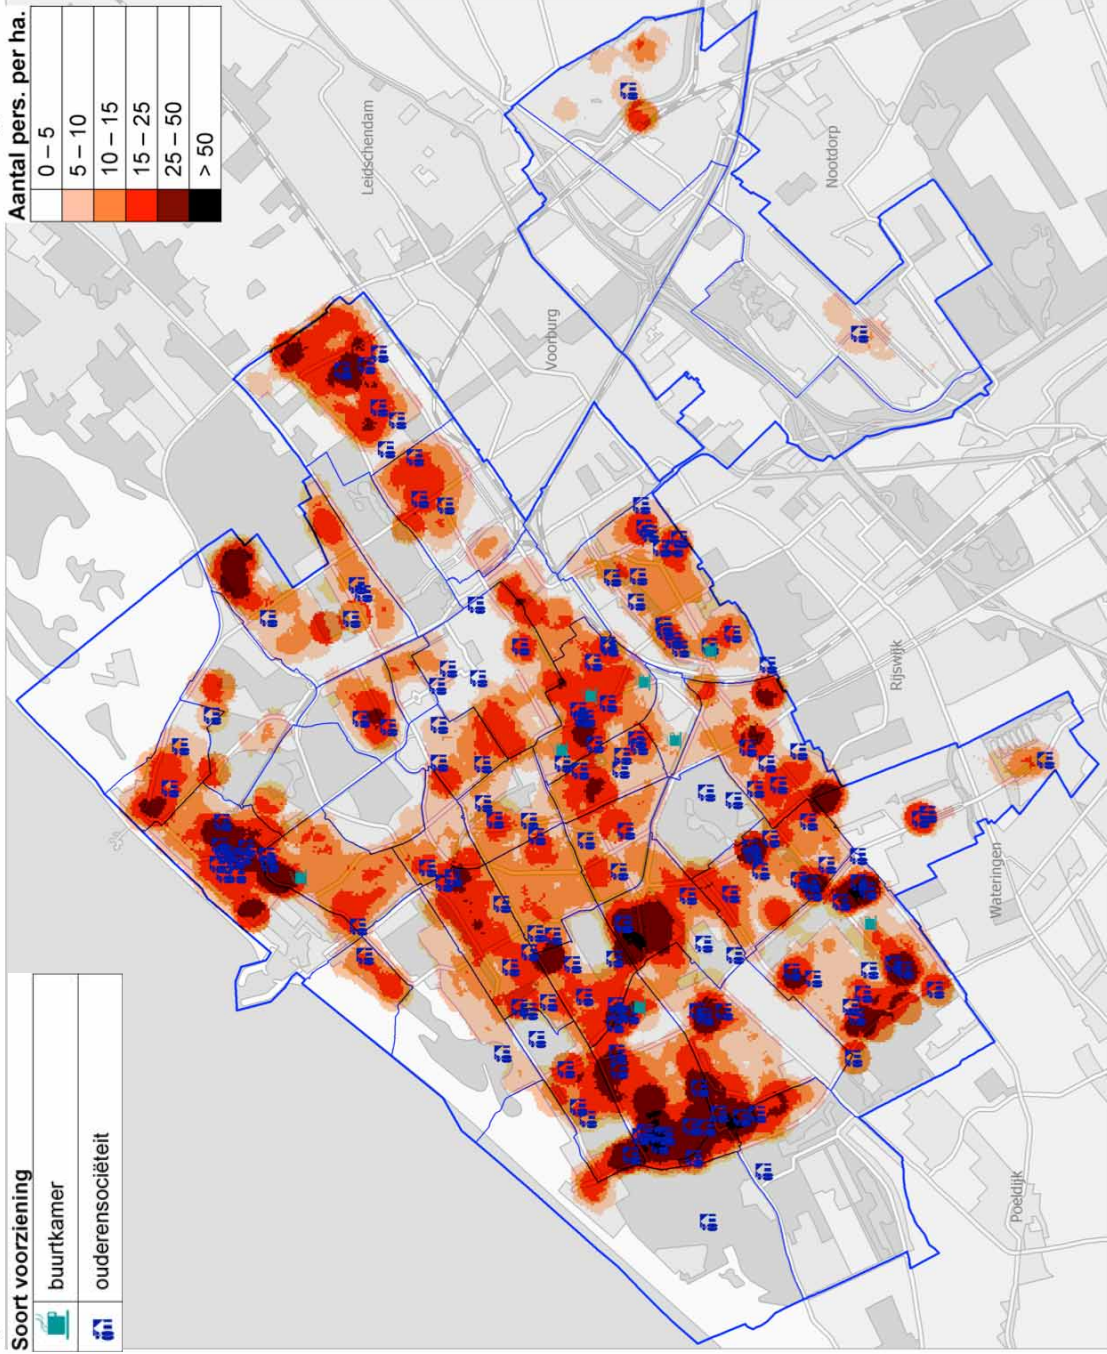 Soort voorziening
buurtkamer
ouderensociëteit
Aantal pers. per ha.
0 – 5
5 – 10
10 – 15
15 – 25
25 – 50
> 50
Leidschendam
Voorburg
Nootdorp
Rijswijk
Wateringen
Poeldijk